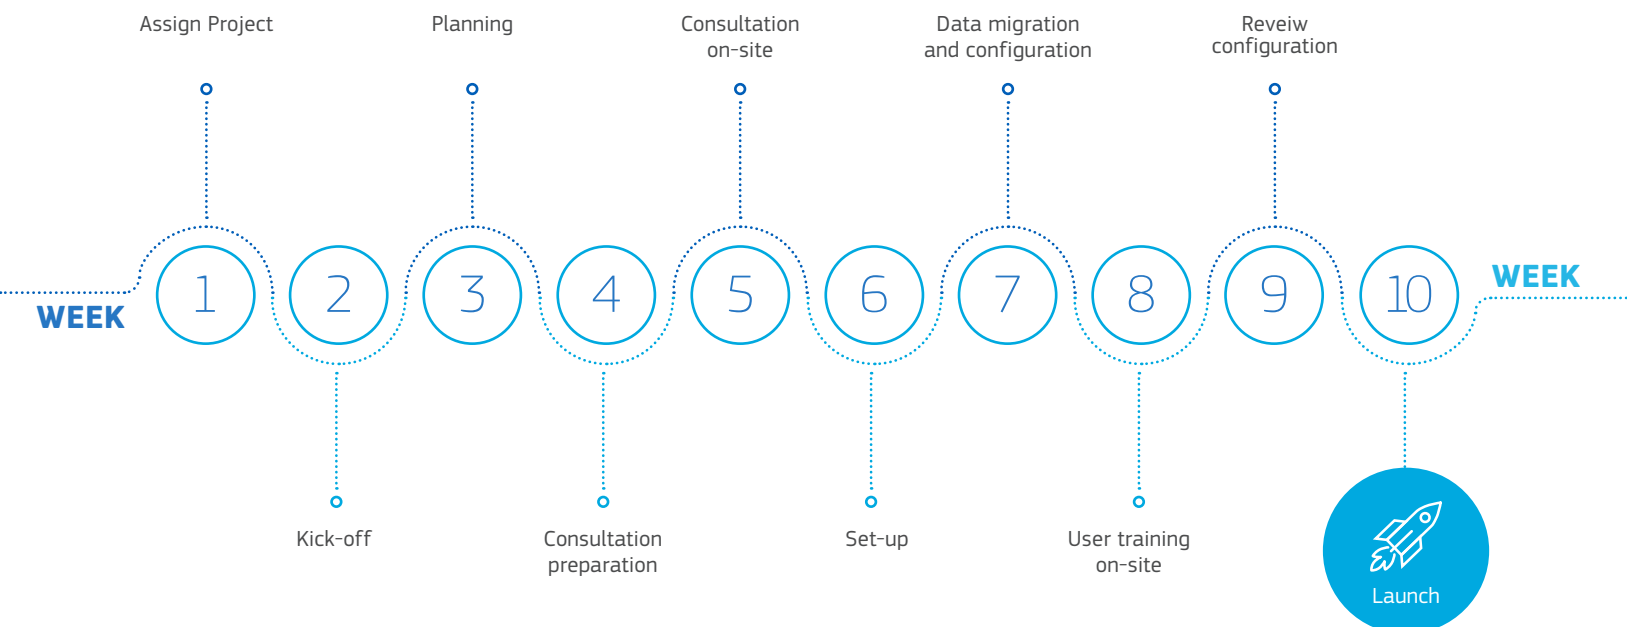 Assign Project
Planning
Consultation
on-site
Data migration
and configuration
Reveiw
configuration
WEEK
1
2
3
4
5
6
7
8
9
10
WEEK
Kick-off
Consultation
preparation
Set-up
User training
on-site
Launch